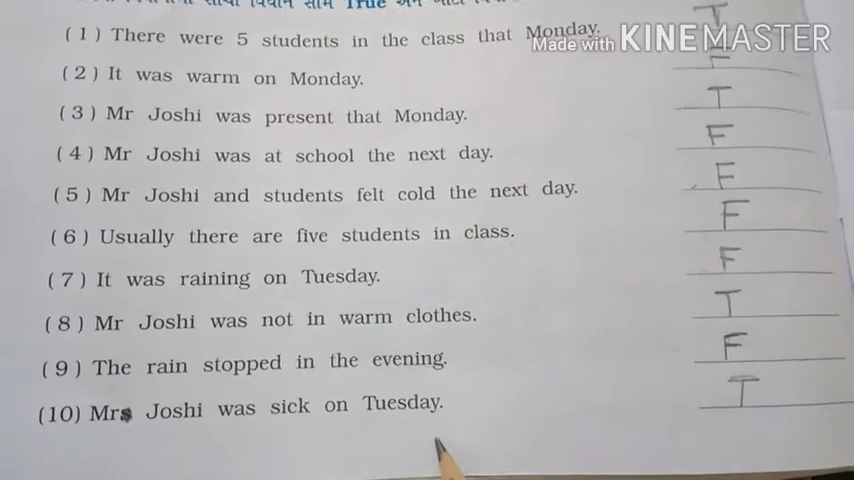 True अने
(1) There were 5 students in the class that Monday. T
Made with KINEMASTER
(2) It was warm on Monday. F
(3) Mr Joshi was present that Monday. T
(4) Mr Joshi was at school the next day. F
(5) Mr Joshi and students felt cold the next day. F
(6) Usually there are five students in class. F
(7) It was raining on Tuesday. F
(8) Mr Joshi was not in warm clothes. T
(9) The rain stopped in the evening. F
(10) Mrs Joshi was sick on Tuesday. T